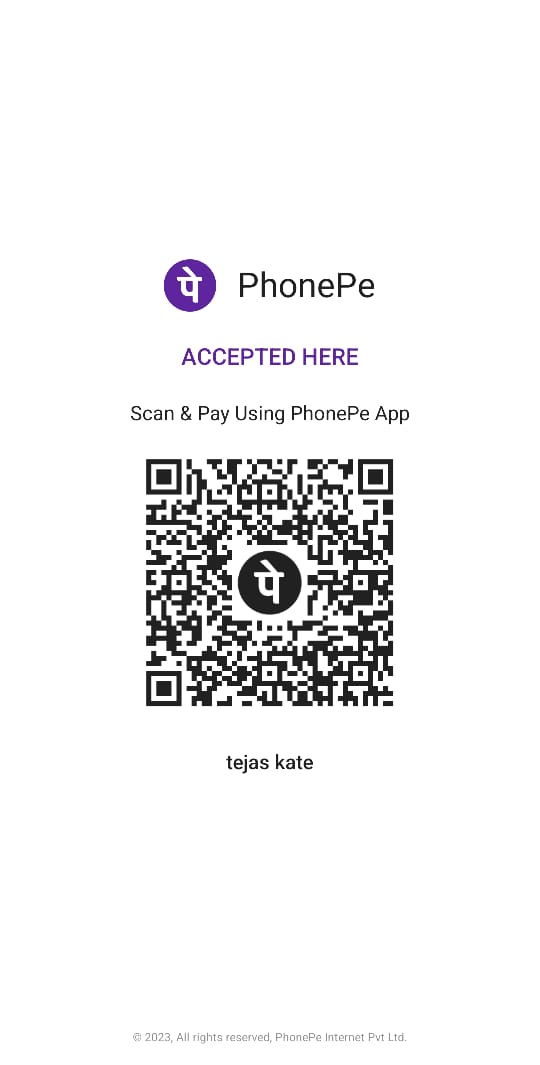 पे PhonePe
ACCEPTED HERE
Scan & Pay Using PhonePe App
पे
tejas kate
© 2023, All rights reserved, PhonePe Internet Pvt Ltd.